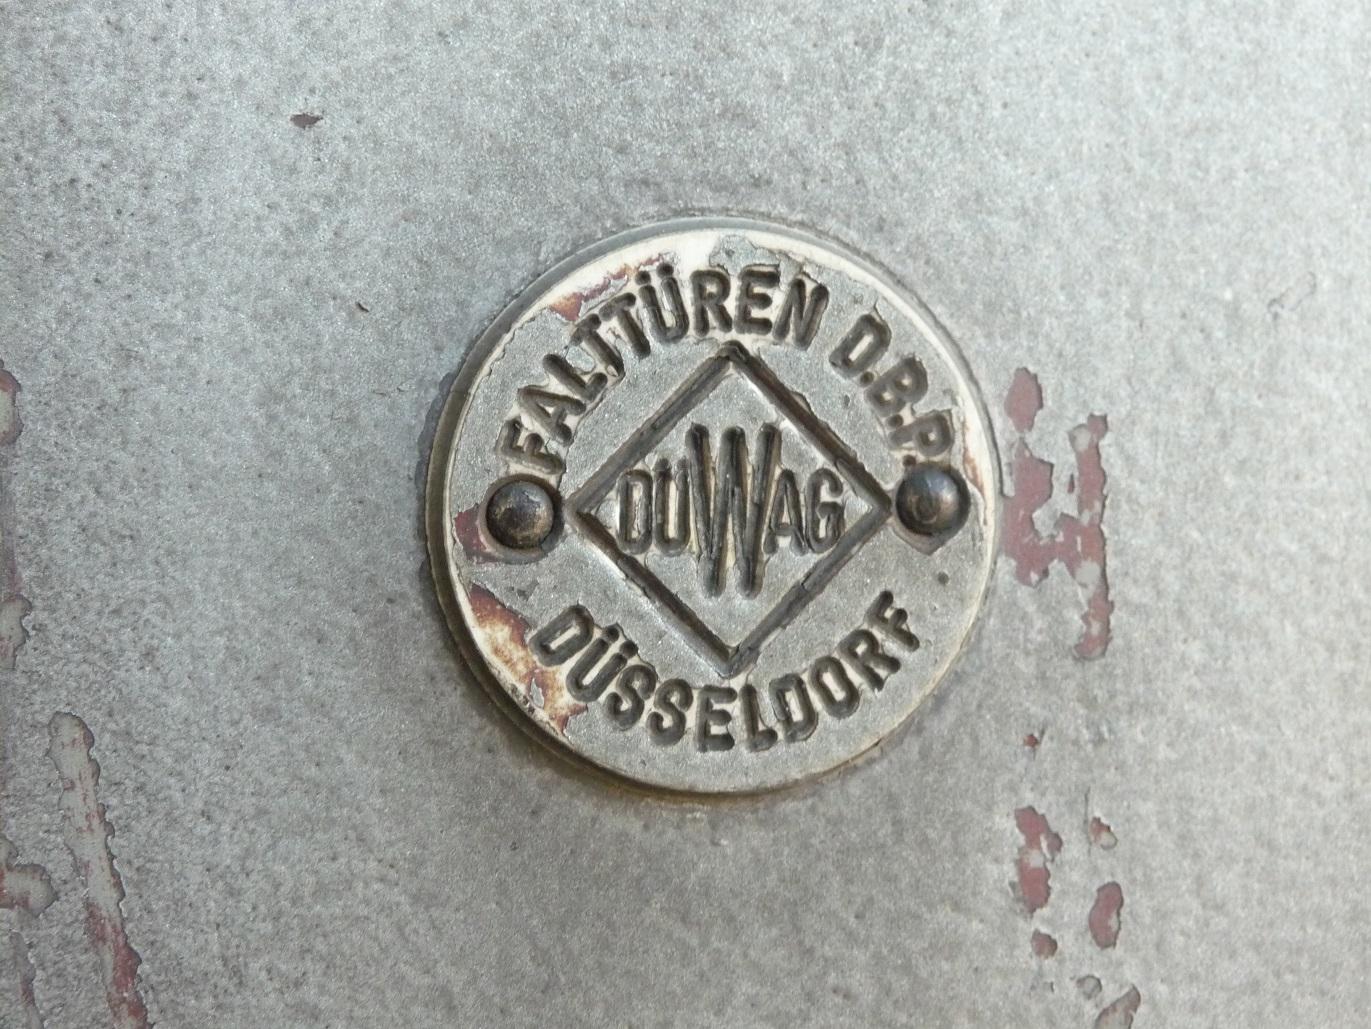 FALTTÜREN D.B.P.
DÜWAG
DÜSSELDORF